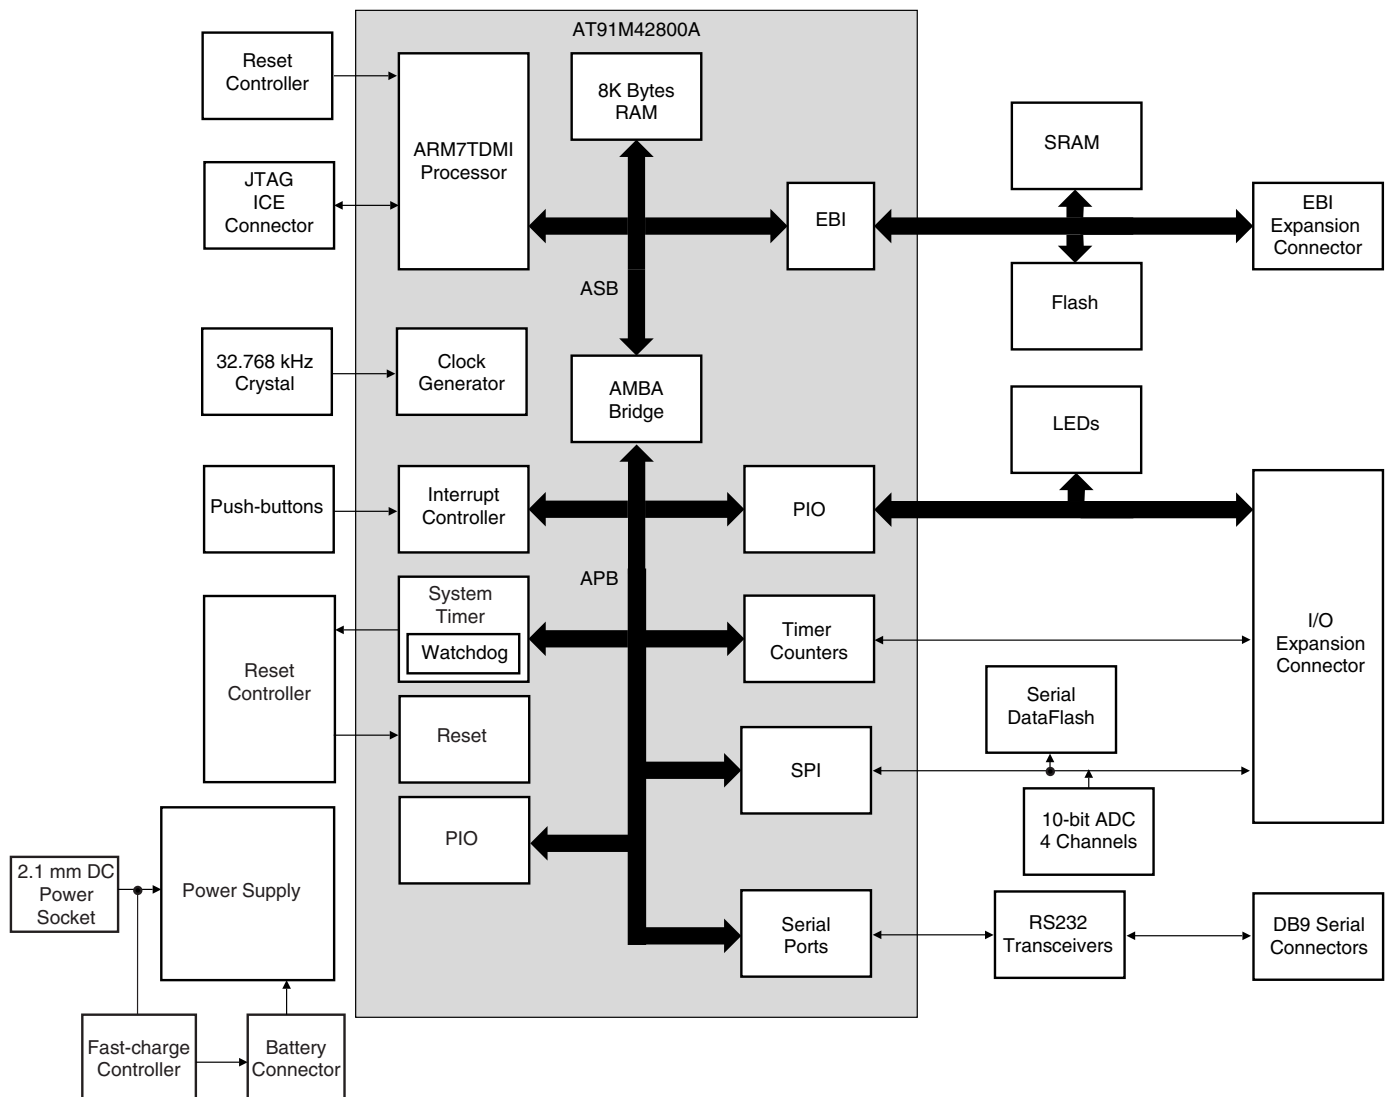 AT91M42800A
Reset
Controller
8K Bytes
RAM
ARM7TDMI
Processor
SRAM
JTAG
ICE
Connector
EBI
EBI
Expansion
Connector
ASB
Flash
32.768 kHz
Crystal
Clock
Generator
AMBA
Bridge
LEDs
Push-buttons
Interrupt
Controller
PIO
APB
System
Timer
Watchdog
Timer
Counters
I/O
Expansion
Connector
Reset
Controller
Serial
DataFlash
Reset
SPI
10-bit ADC
4 Channels
PIO
2.1 mm DC
Power
Socket
Power Supply
Serial
Ports
RS232
Transceivers
DB9 Serial
Connectors
Fast-charge
Controller
Battery
Connector